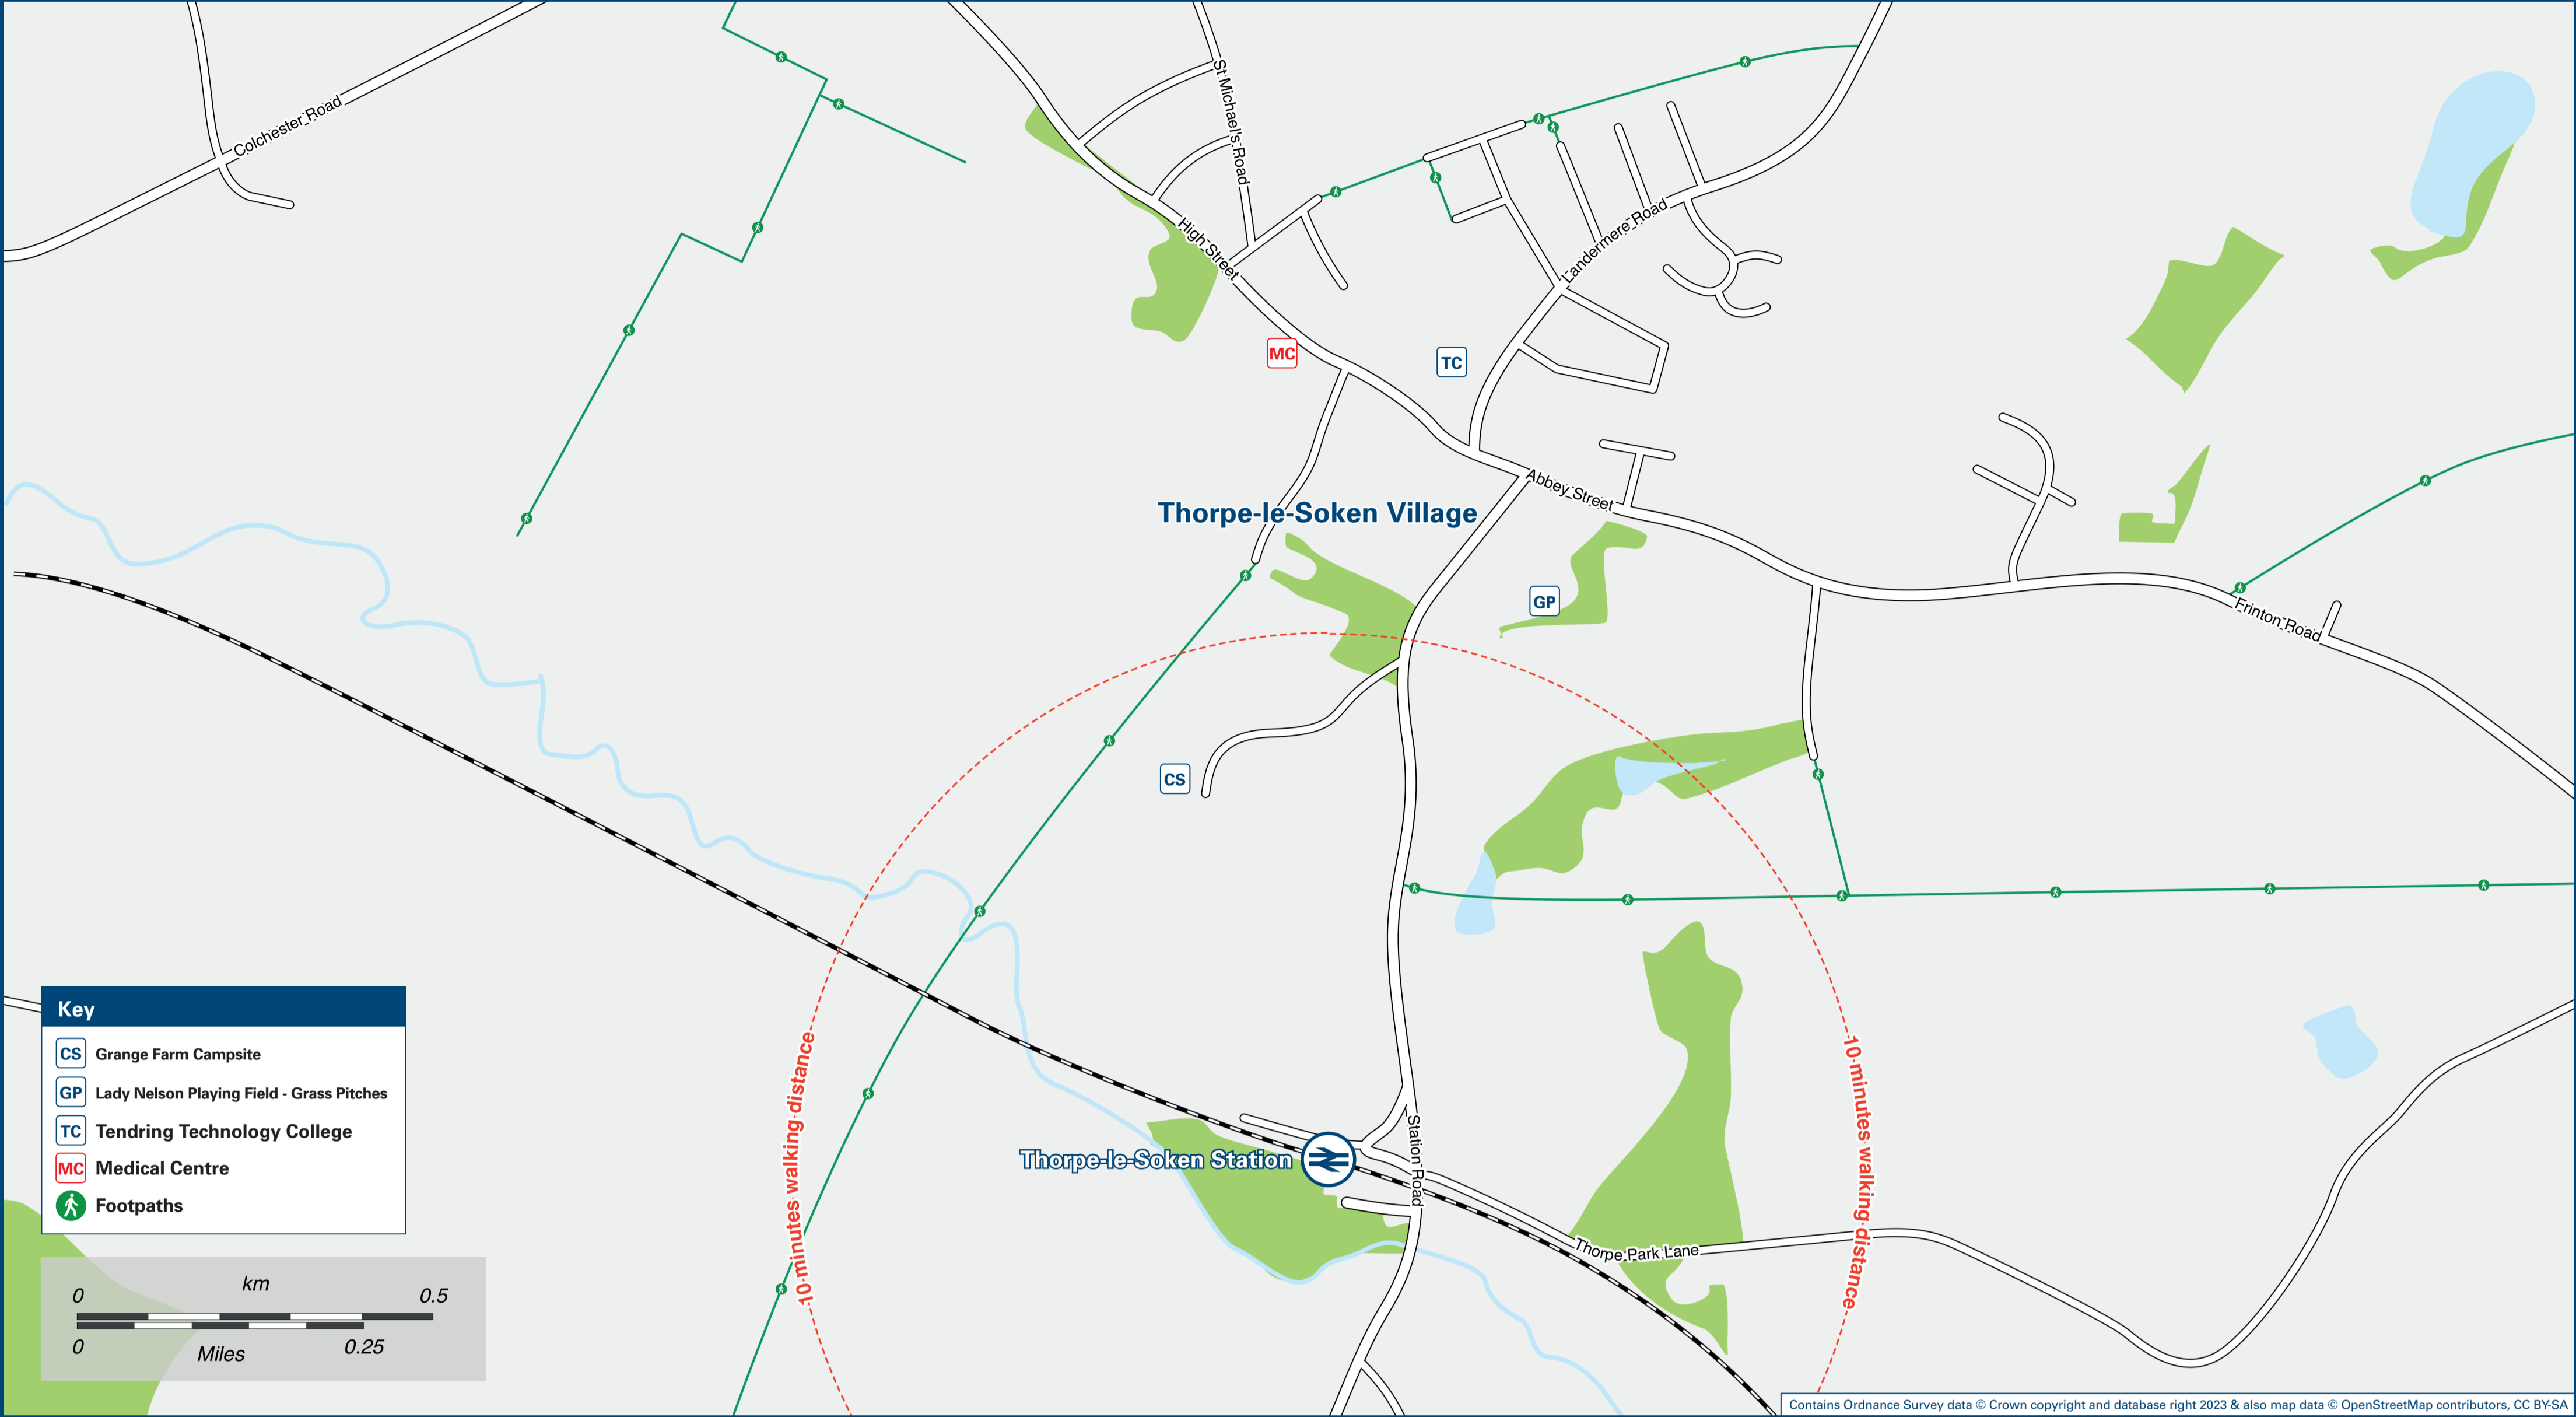 Colchester Road
St Michael's Road
High Street
Landermere Road
MC
TC
Abbey Street
Thorpe-le-Soken Village
GP
Frinton Road
CS
10 minutes walking distance
10 minutes walking distance
Station Road
Thorpe-le-Soken Station
Thorpe Park Lane
Key
CS Grange Farm Campsite
GP Lady Nelson Playing Field - Grass Pitches
TC Tendring Technology College
MC Medical Centre
Footpaths
km
0 0.5
0 0.25
Miles
Contains Ordnance Survey data © Crown copyright and database right 2023 & also map data © OpenStreetMap contributors, CC BY-SA